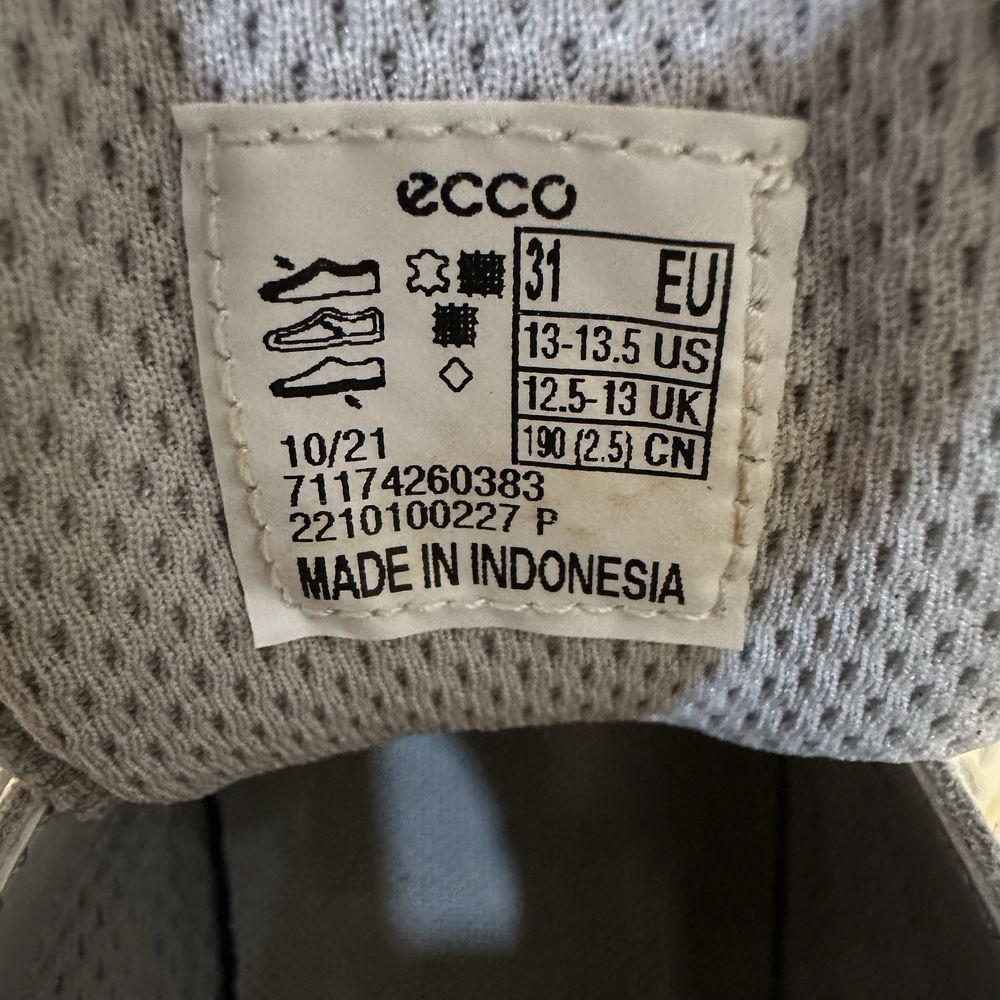 ecco
31 EU
13-13.5 US
12.5-13 UK
190 (2.5) CN
10/21
71174260383
2210100227 P
MADE IN INDONESIA